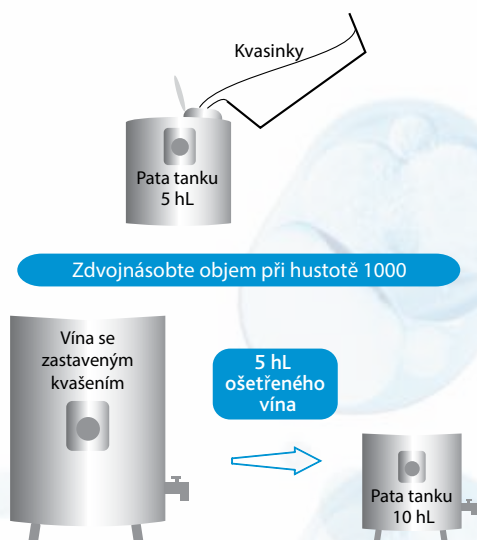 Kvasinky
Pata tanku
5 hL
Zdvojnásobte objem při hustotě 1000
Vína se
zastaveným
kvašením
5 hL
ošetřeného
vína
Pata tanku
10 hL